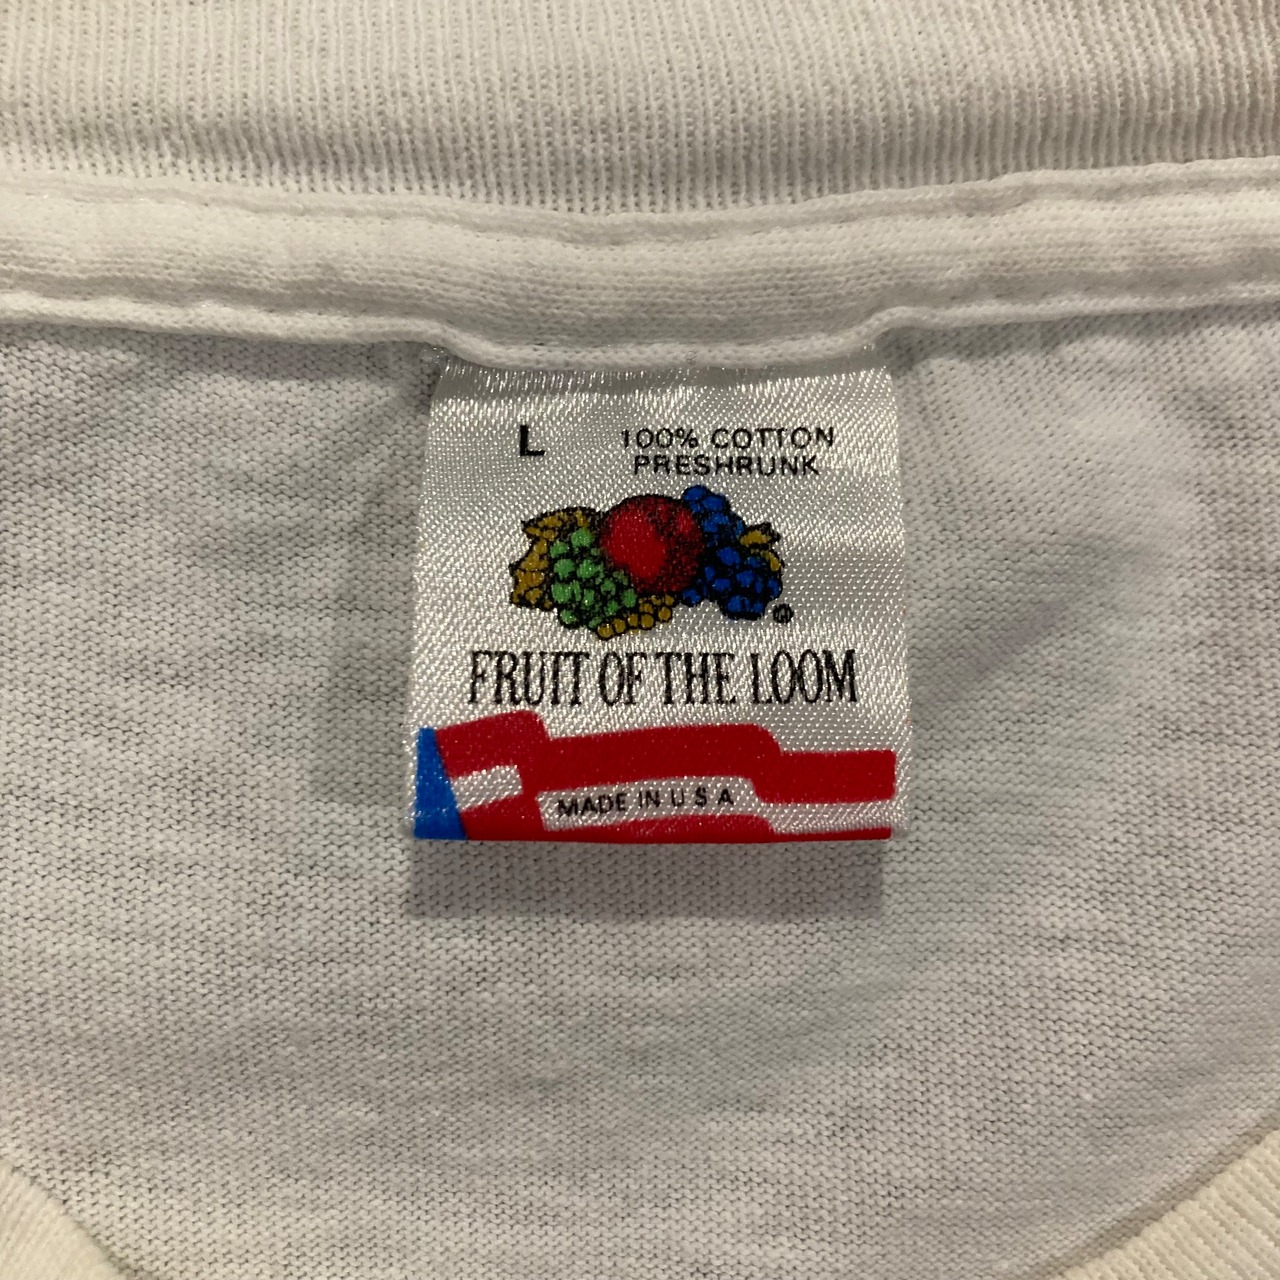 L 100% COTTON
PRESHRUNK
®
FRUIT OF THE LOOM
MADE IN U S A